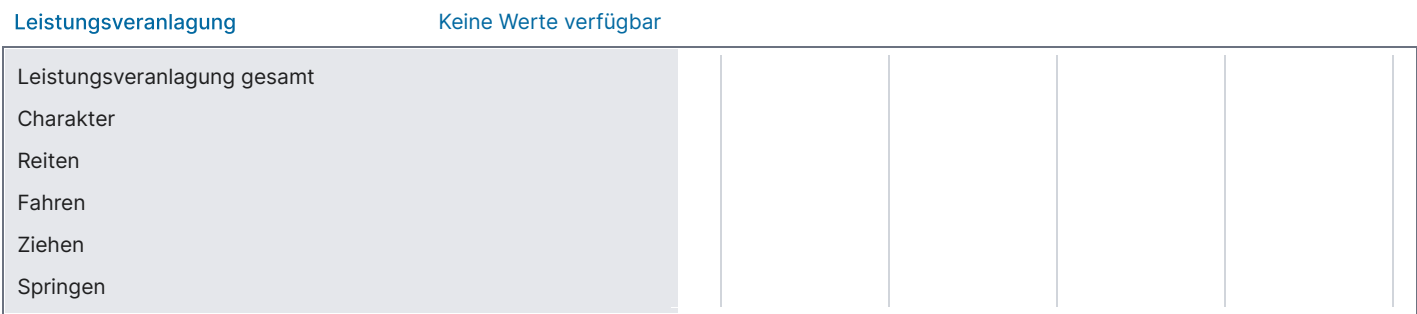 Leistungsveranlagung Keine Werte verfügbar
Leistungsveranlagung gesamt
Charakter
Reiten
Fahren
Ziehen
Springen